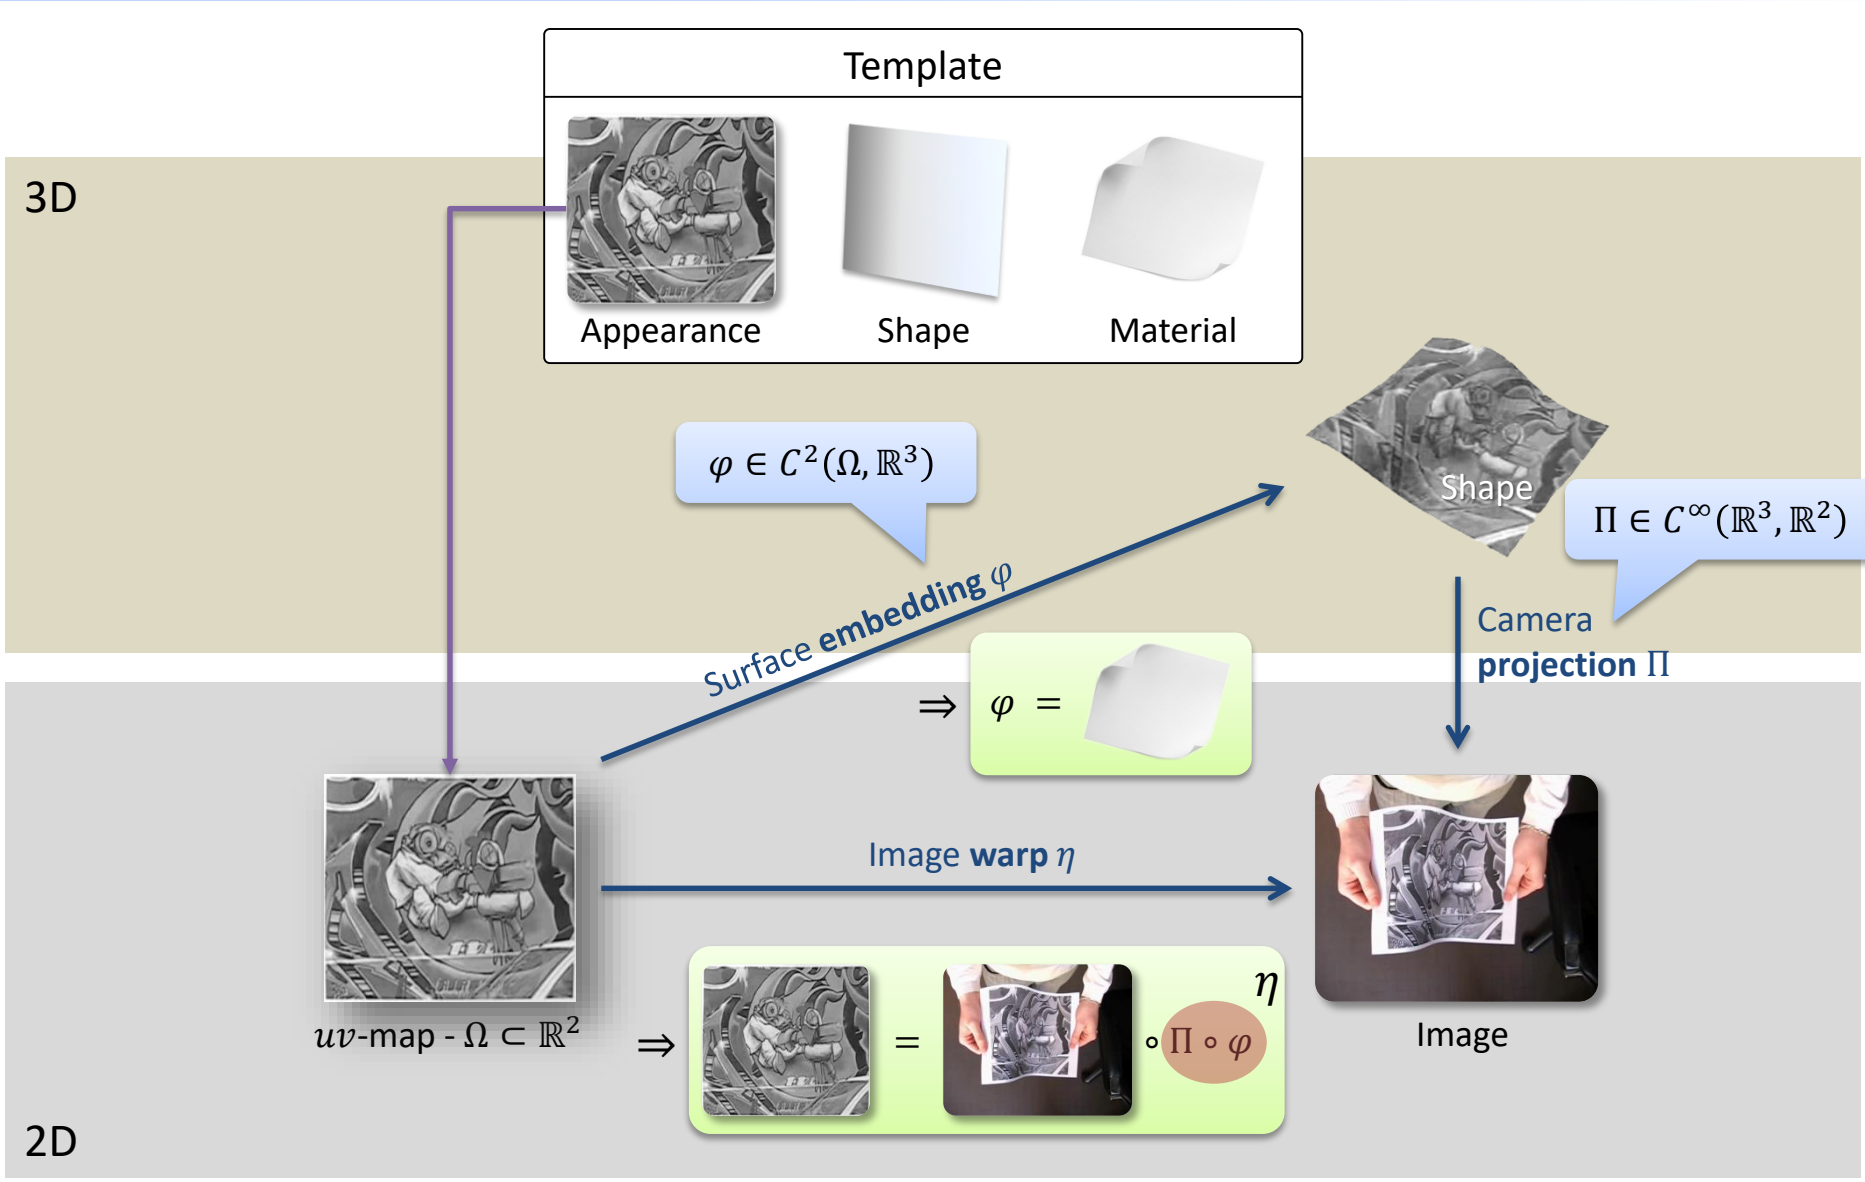 Template
3D
Appearance
Shape
Material
φ ∈ C²(Ω, ℝ³)
Shape
Π ∈ C^∞(ℝ³, ℝ²)
Surface embedding φ
Camera
projection Π
⇒ φ =
Image warp η
uv-map - Ω ⊂ ℝ²
η
⇒ = ∘ Π ∘ φ
Image
2D